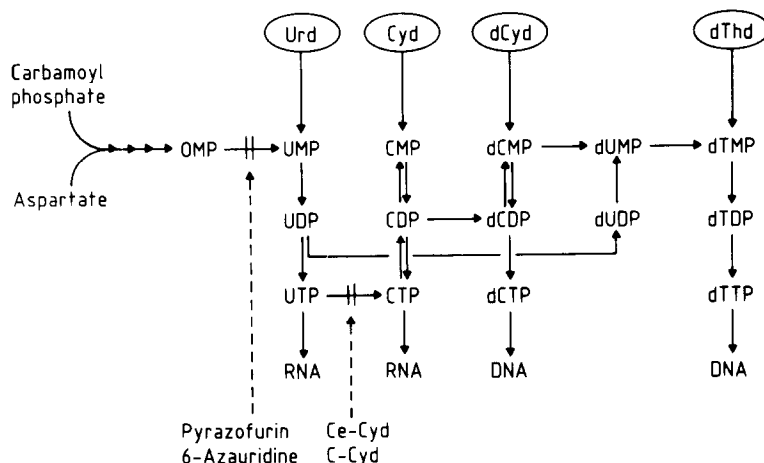 Urd Cyd dCyd dThd
Carbamoyl
phosphate
OMP UMP CMP dCMP dUMP dTMP
Aspartate
UDP CDP dCDP dUDP dTDP
UTP CTP dCTP dTTP
RNA RNA DNA DNA
Pyrazofurin Ce-Cyd
6-Azauridine C-Cyd